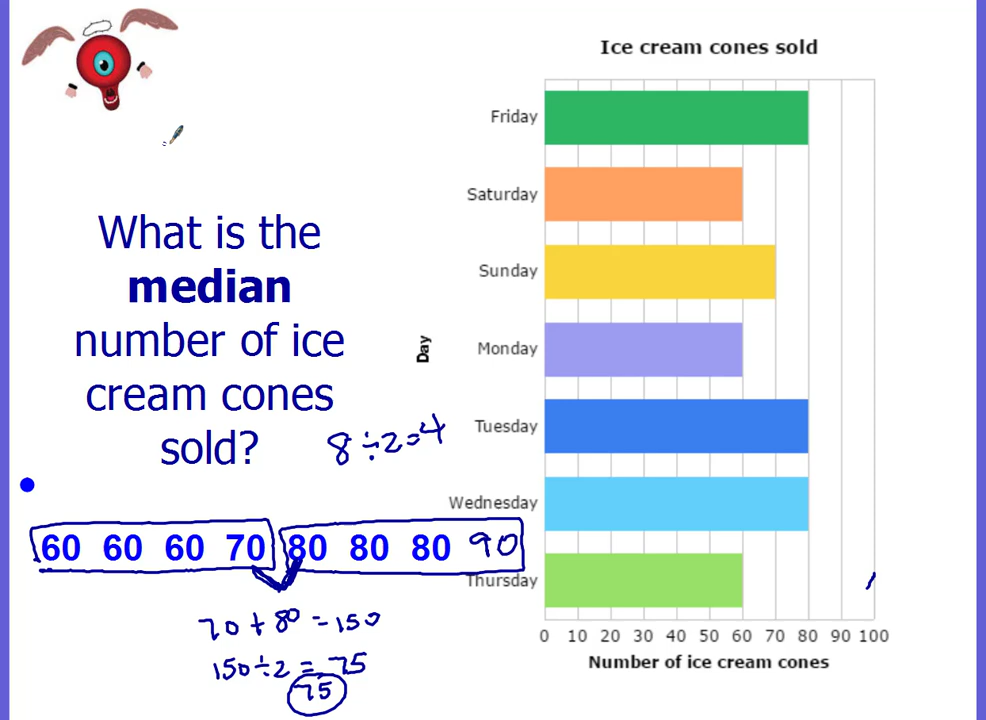 Ice cream cones sold
What is the
median
number of ice
cream cones
sold?
8 ÷ 2 = 4
60 60 60 70 80 80 80 90
70 + 80 = 150
150 ÷ 2 = 75
75
Day
Friday
Saturday
Sunday
Monday
Tuesday
Wednesday
Thursday
0 10 20 30 40 50 60 70 80 90 100
Number of ice cream cones